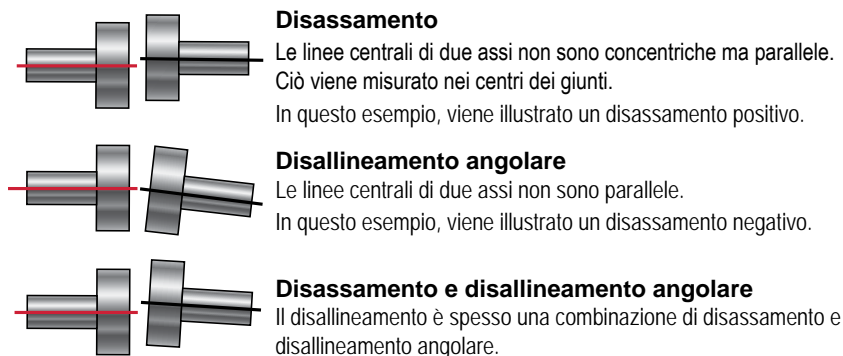 Disassamento
Le linee centrali di due assi non sono concentriche ma parallele.
Ciò viene misurato nei centri dei giunti.
In questo esempio, viene illustrato un disassamento positivo.
Disallineamento angolare
Le linee centrali di due assi non sono parallele.
In questo esempio, viene illustrato un disassamento negativo.
Disassamento e disallineamento angolare
Il disallineamento è spesso una combinazione di disassamento e
disallineamento angolare.